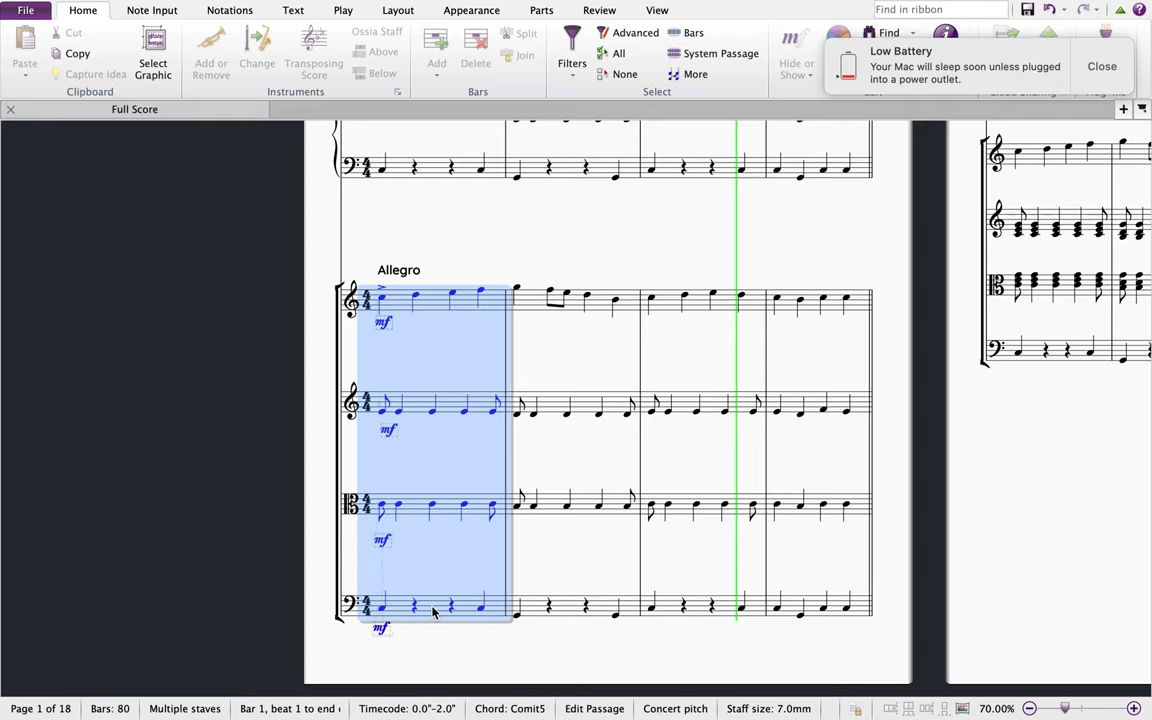 File Home Note Input Notations Text Play Layout Appearance Parts Review View Find in ribbon
Paste Cut Copy Capture Idea Select Graphic
Add or Remove Change Transposing Score
Ossia Staff Above Below
Add Delete Split Join
Filters Advanced All None Bars System Passage More
Hide or Show Find
Clipboard Instruments Bars Select
Low Battery
Your Mac will sleep soon unless plugged
into a power outlet.
Close
Full Score
Allegro
mf
mf
mf
mf
Page 1 of 18 Bars: 80 Multiple staves Bar 1, beat 1 to end Timecode: 0.0"-2.0" Chord: Comit5 Edit Passage Concert pitch Staff size: 7.0mm 70.00%